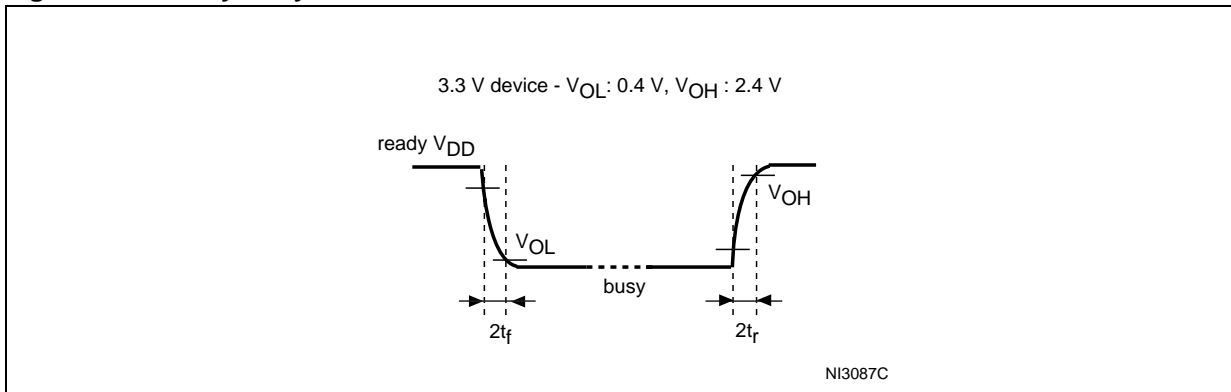 3.3 V device - VOL: 0.4 V, VOH : 2.4 V
ready VDD
VOH
VOL
busy
2tf
2tr
NI3087C